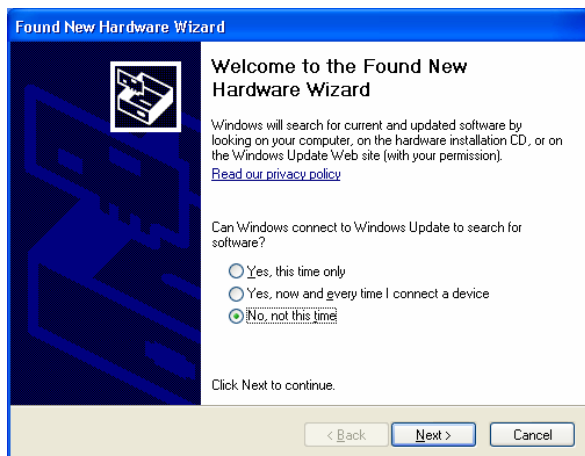 Found New Hardware Wizard
Welcome to the Found New
Hardware Wizard
Windows will search for current and updated software by
looking on your computer, on the hardware installation CD, or on
the Windows Update Web site (with your permission).
Read our privacy policy
Can Windows connect to Windows Update to search for
software?
Yes, this time only
Yes, now and every time I connect a device
No, not this time
Click Next to continue.
< Back
Next >
Cancel